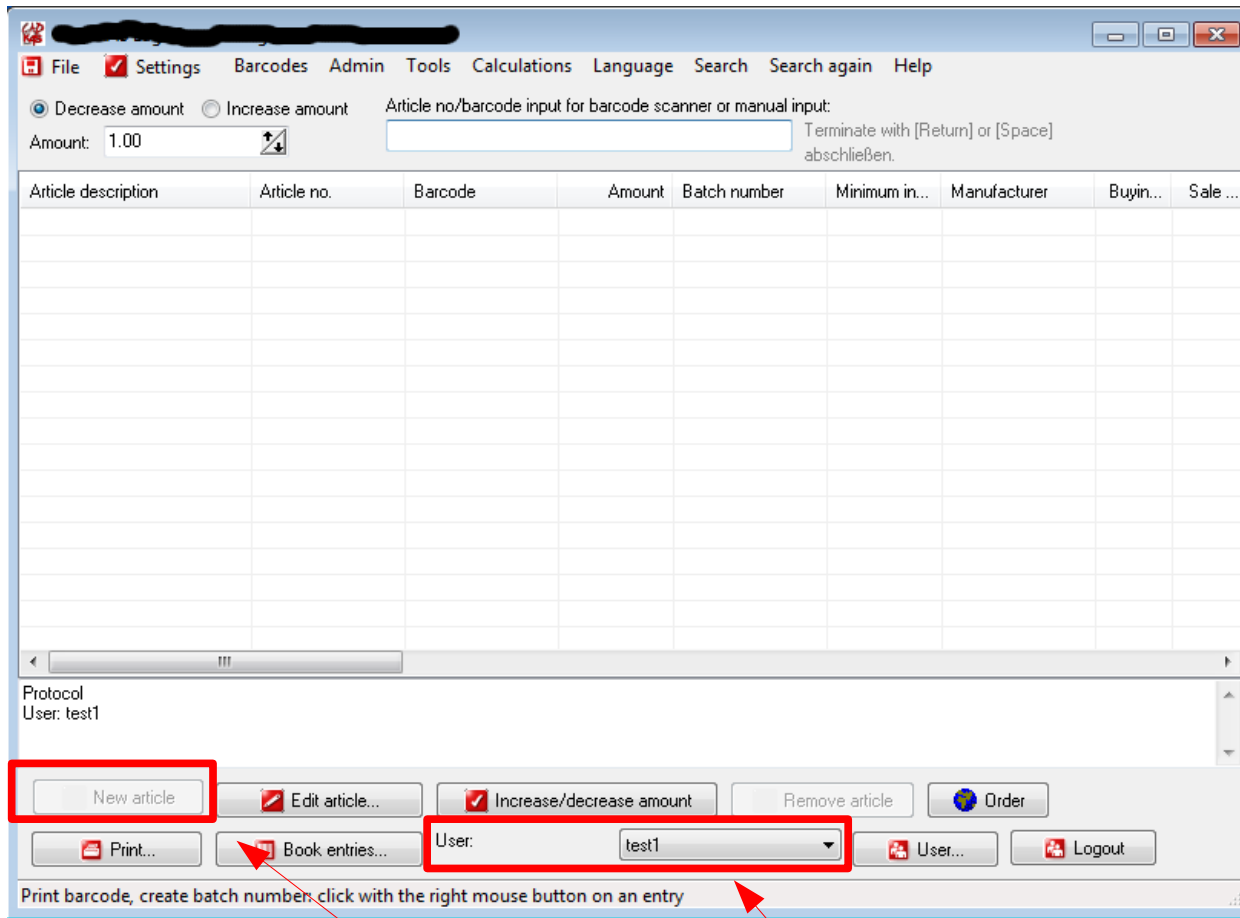 File Settings Barcodes Admin Tools Calculations Language Search Search again Help
Decrease amount Increase amount Article no/barcode input for barcode scanner or manual input:
Amount: 1.00 Terminate with [Return] or [Space]
abschließen.
Article description Article no. Barcode Amount Batch number Minimum in... Manufacturer Buyin... Sale ...
Protocol
User: test1
New article Edit article... Increase/decrease amount Remove article Order
Print... Book entries... User: test1 User... Logout
Print barcode, create batch number: click with the right mouse button on an entry